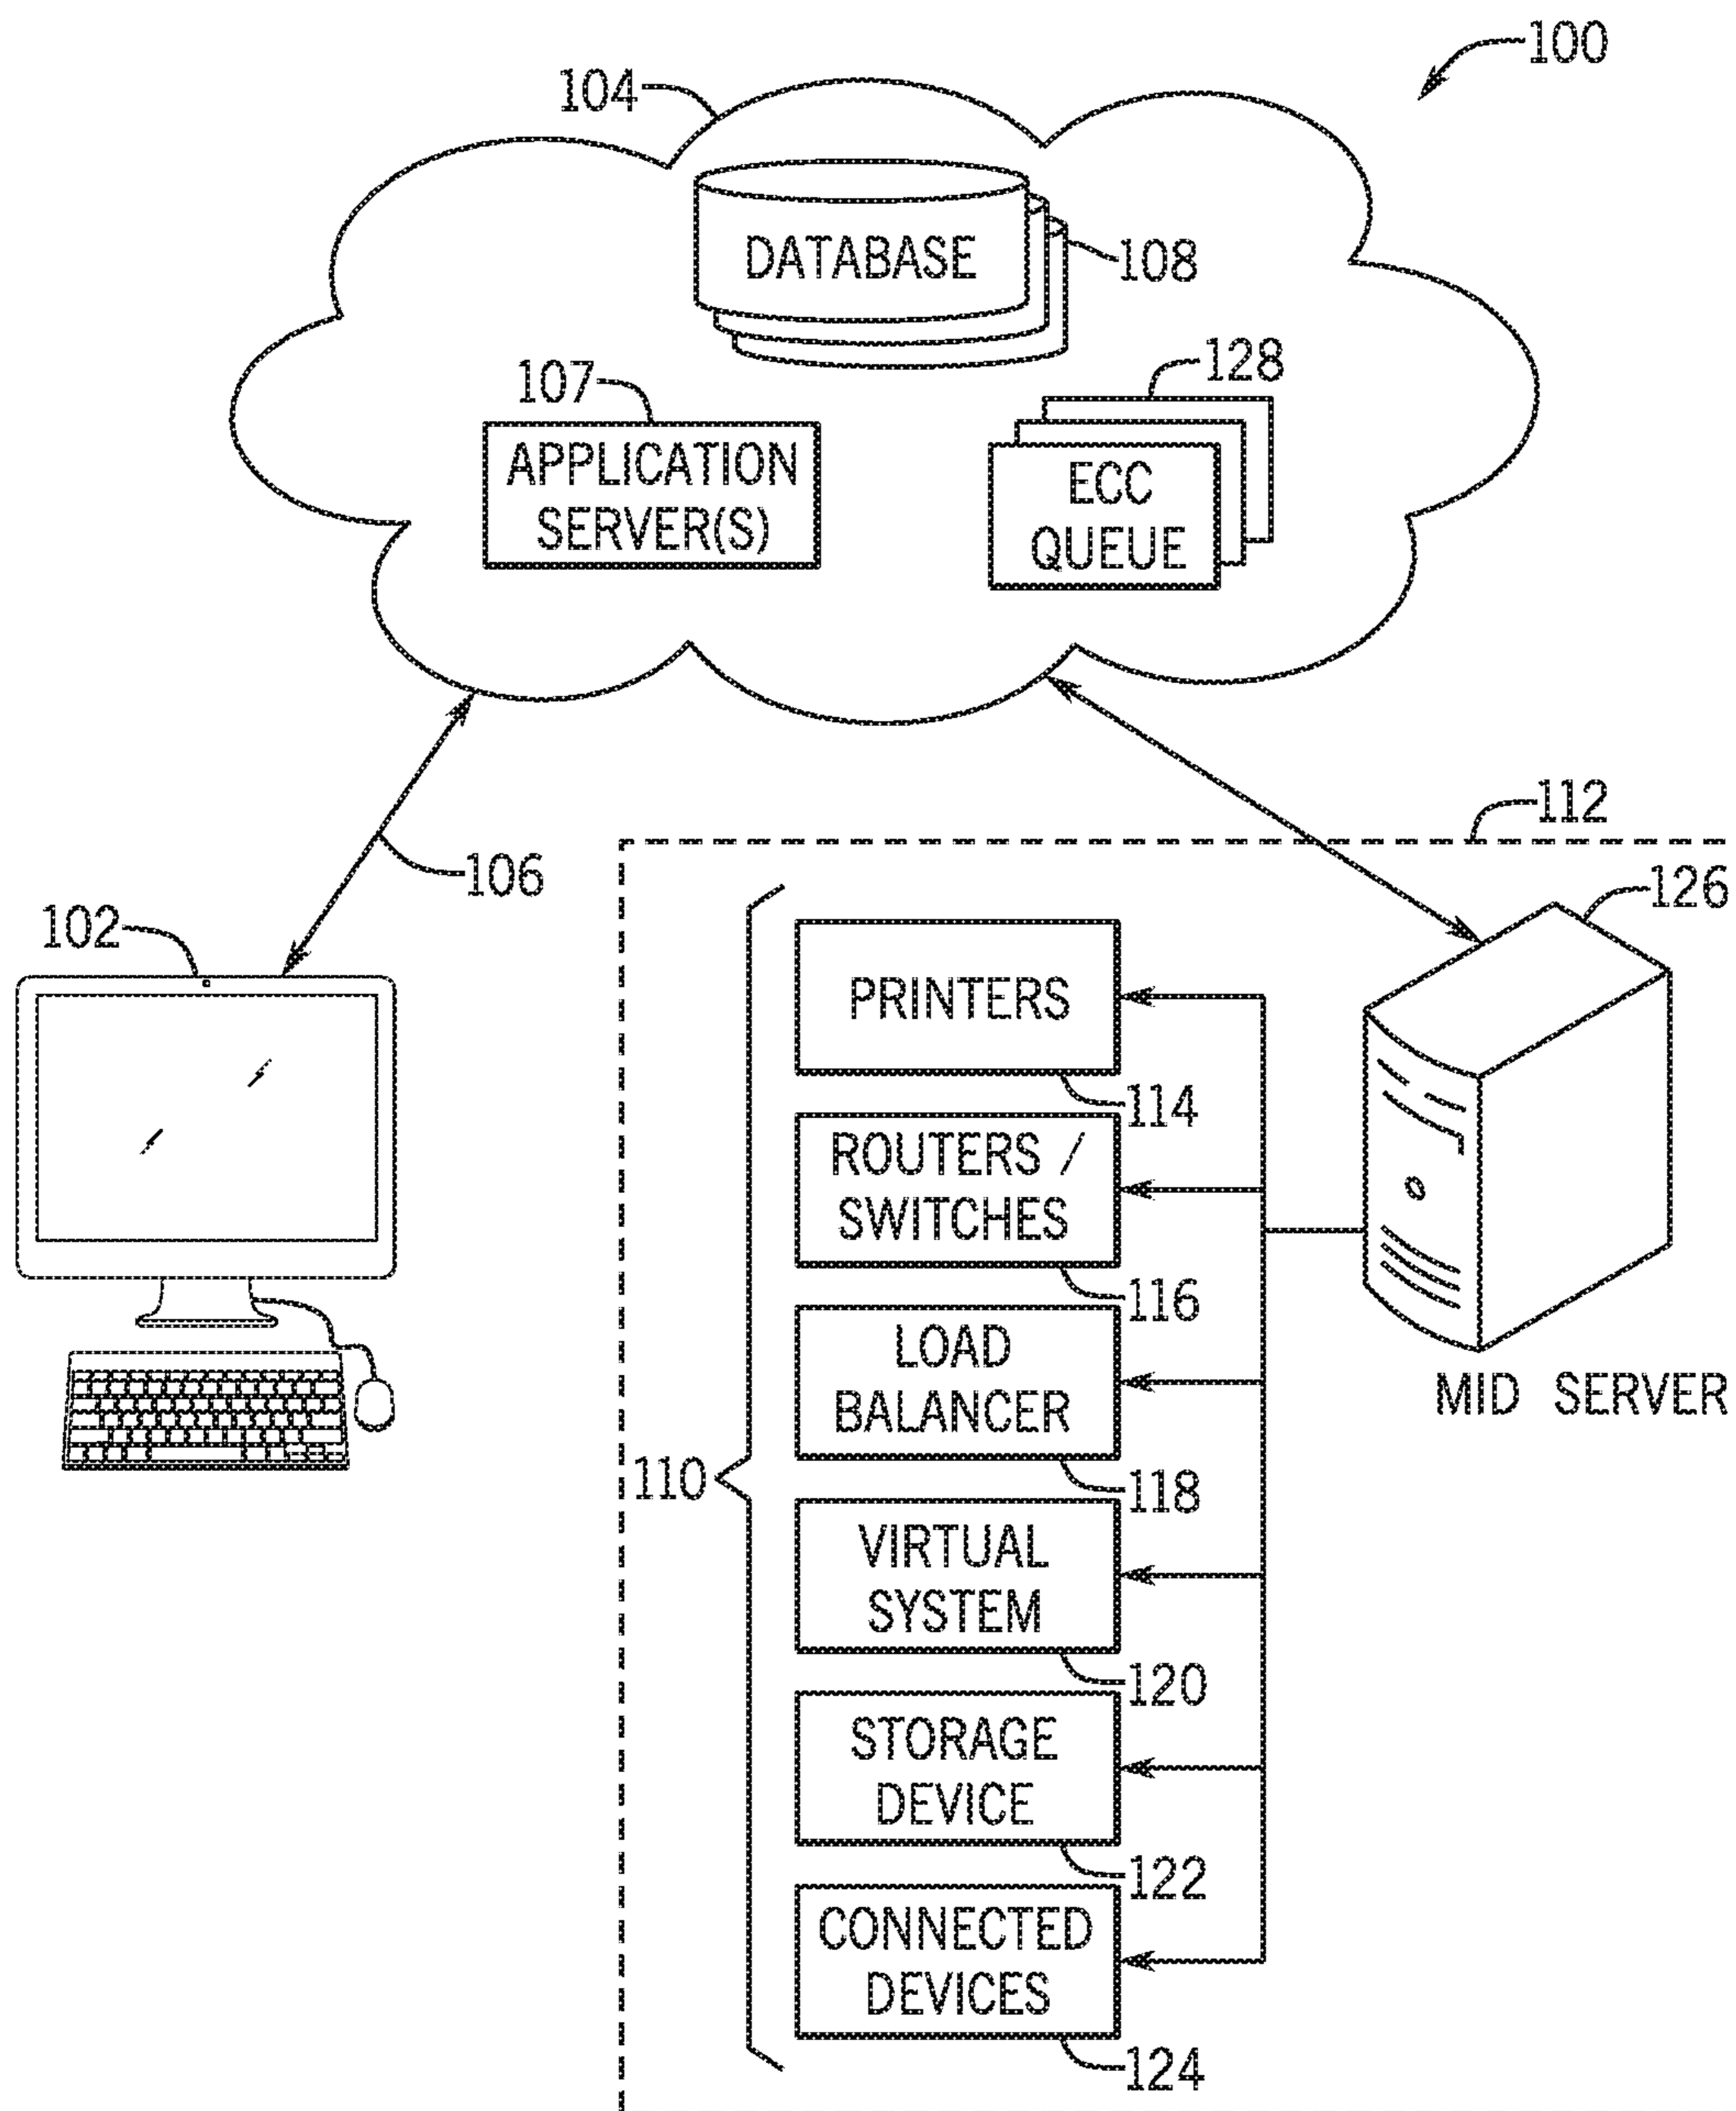 100
104
DATABASE
108
107
128
APPLICATION
SERVER(S)
ECC
QUEUE
112
106
126
102
PRINTERS
114
ROUTERS /
SWITCHES
116
LOAD
BALANCER
MID SERVER
110
118
VIRTUAL
SYSTEM
120
STORAGE
DEVICE
122
CONNECTED
DEVICES
124